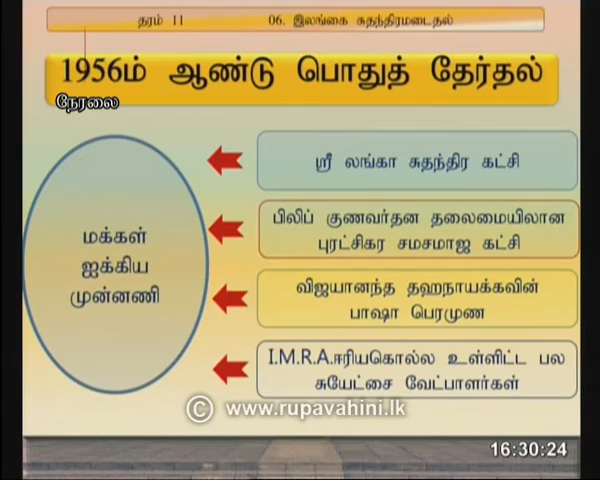 தரம் 11 06. இலங்கை சுதந்திரமடைதல்
1956ம் ஆண்டு பொதுத் தேர்தல்
நேரலை
மக்கள்
ஐக்கிய
முன்னணி
ஸ்ரீ லங்கா சுதந்திர கட்சி
பிலிப் குணவர்தன தலைமையிலான
புரட்சிகர சமசமாஜ கட்சி
விஜயானந்த தஹநாயக்கவின்
பாஷா பெரமுண
I.M.R.A.ஈரியகொல்ல உள்ளிட்ட பல
சுயேட்சை வேட்பாளர்கள்
© www.rupavahini.lk
16:30:24